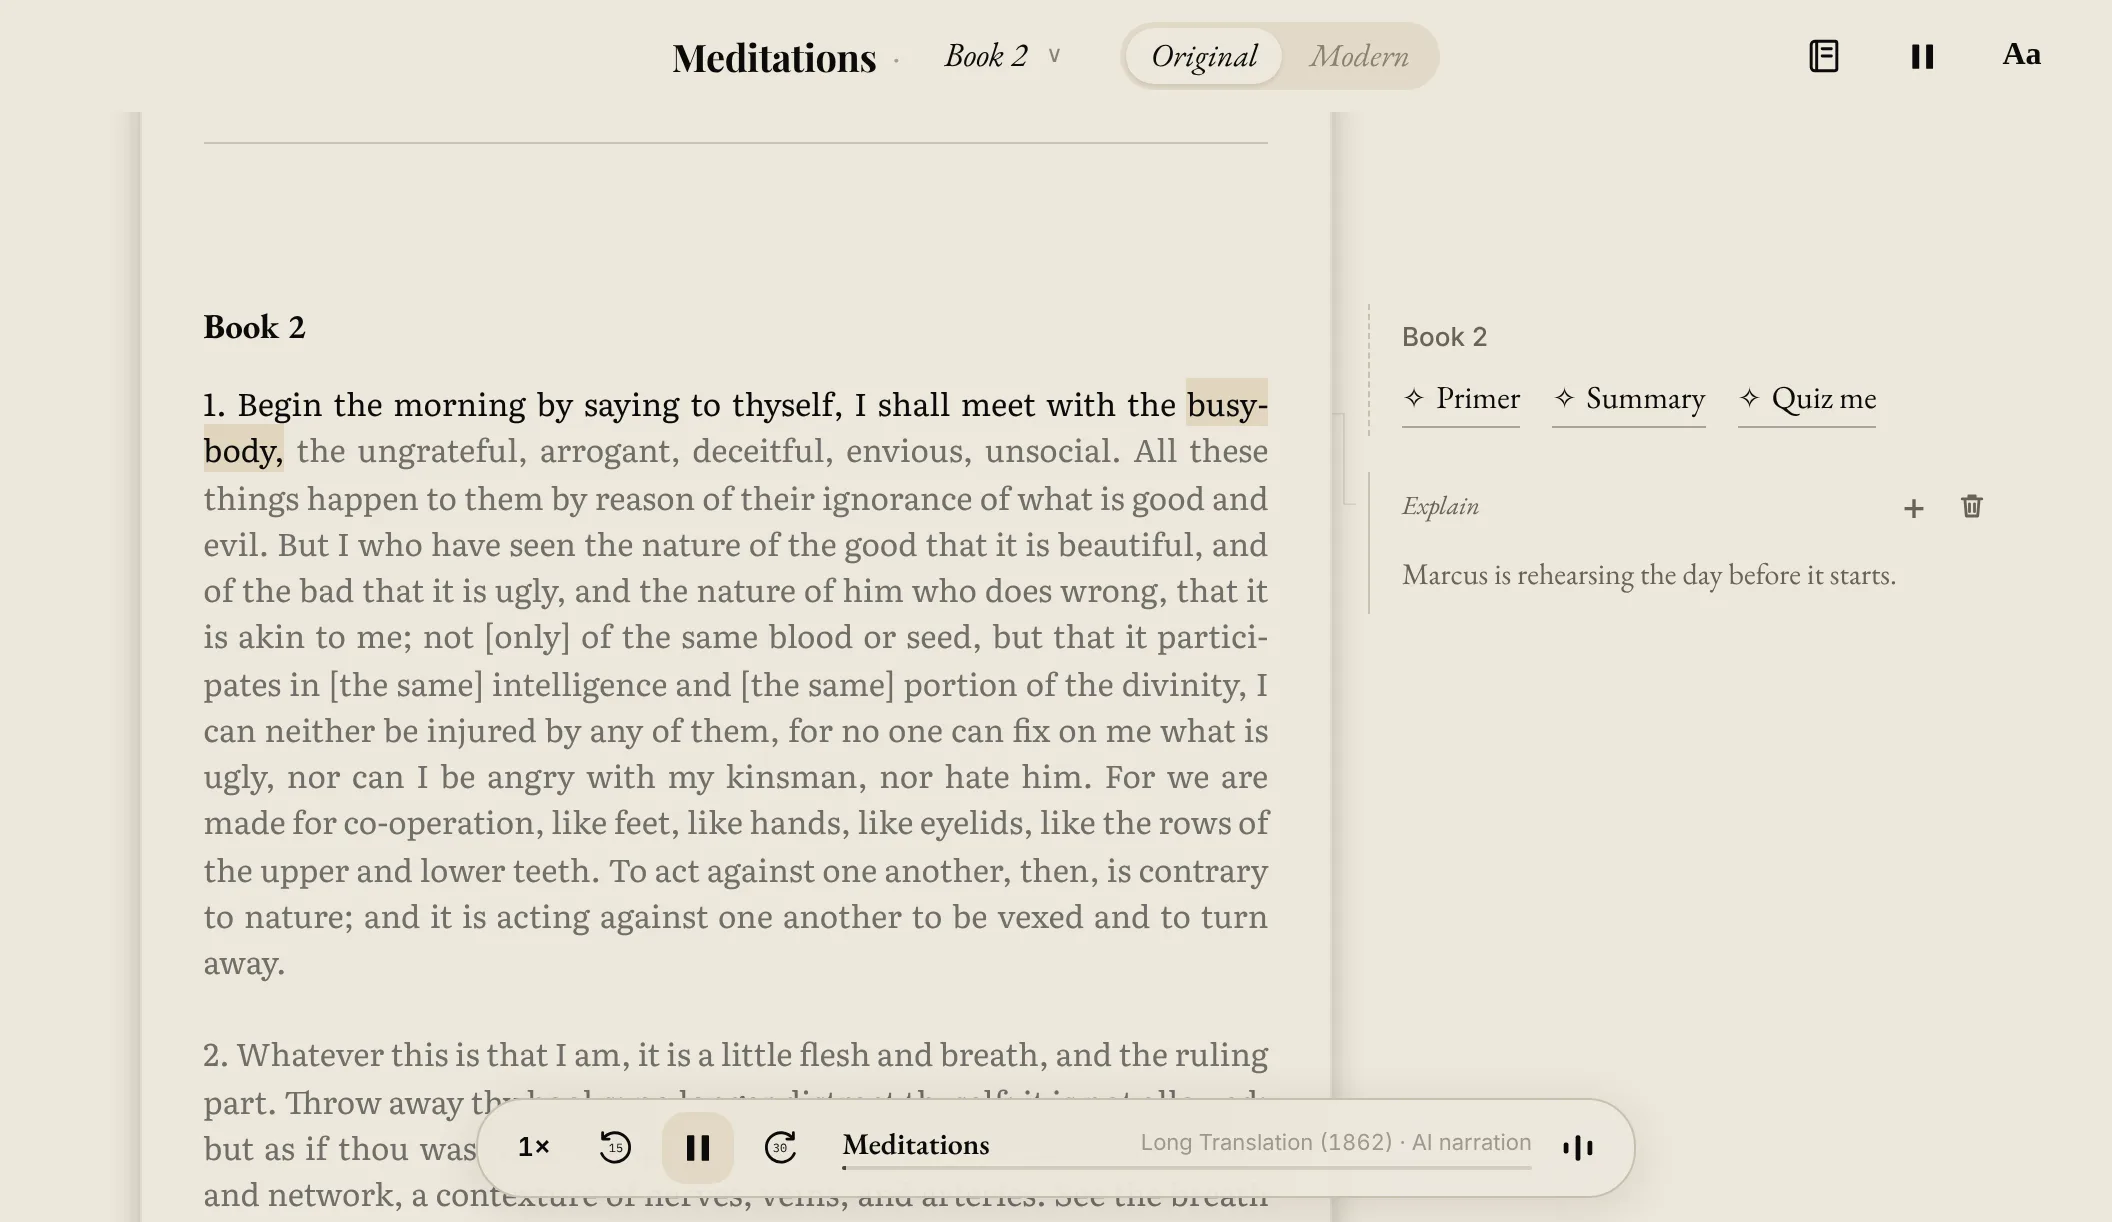 Meditations · Book 2 ∨ Original Modern Aa
Book 2
1. Begin the morning by saying to thyself, I shall meet with the busy-
body, the ungrateful, arrogant, deceitful, envious, unsocial. All these
things happen to them by reason of their ignorance of what is good and
evil. But I who have seen the nature of the good that it is beautiful, and
of the bad that it is ugly, and the nature of him who does wrong, that it
is akin to me; not [only] of the same blood or seed, but that it partici-
pates in [the same] intelligence and [the same] portion of the divinity, I
can neither be injured by any of them, for no one can fix on me what is
ugly, nor can I be angry with my kinsman, nor hate him. For we are
made for co-operation, like feet, like hands, like eyelids, like the rows of
the upper and lower teeth. To act against one another, then, is contrary
to nature; and it is acting against one another to be vexed and to turn
away.
2. Whatever this is that I am, it is a little flesh and breath, and the ruling
part. Throw away
but as if thou was
and network, a contexture of nerves, veins, and arteries. See the breath
Book 2
✧ Primer ✧ Summary ✧ Quiz me
Explain +
Marcus is rehearsing the day before it starts.
1× 15 30 Meditations Long Translation (1862) · AI narration